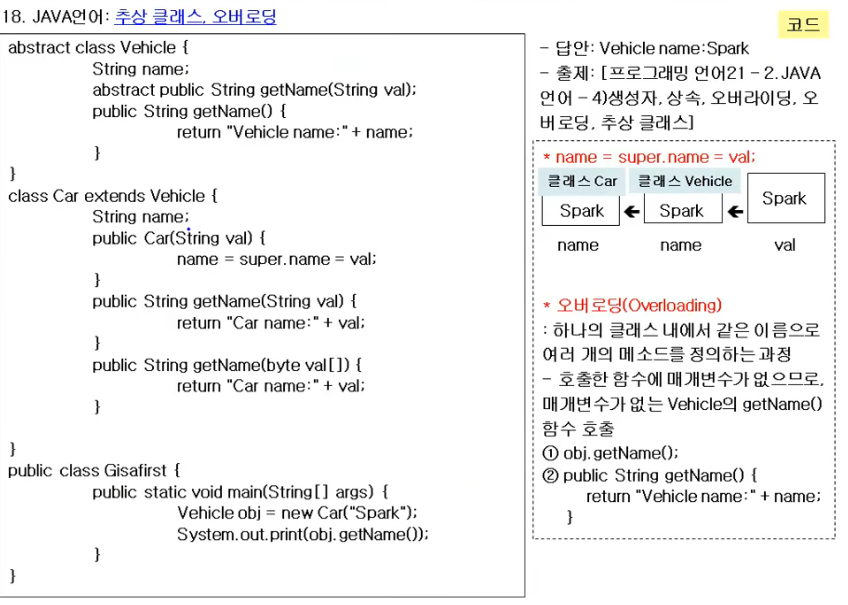 18. JAVA언어: 추상 클래스, 오버로딩
코드
abstract class Vehicle {
String name;
abstract public String getName(String val);
public String getName() {
return "Vehicle name:" + name;
}
}
class Car extends Vehicle {
String name;
public Car(String val) {
name = super.name = val;
}
public String getName(String val) {
return "Car name:" + val;
}
public String getName(byte val[]) {
return "Car name:" + val;
}
}
public class Gisafirst {
public static void main(String[] args) {
Vehicle obj = new Car("Spark");
System.out.print(obj.getName());
}
}
- 답안: Vehicle name:Spark
- 출제: [프로그래밍 언어21 - 2.JAVA
언어 - 4)생성자, 상속, 오버라이딩, 오
버로딩, 추상 클래스]
* name = super.name = val;
클래스 Car 클래스 Vehicle
Spark ← Spark ← Spark
name name val
* 오버로딩(Overloading)
: 하나의 클래스 내에서 같은 이름으로
여러 개의 메소드를 정의하는 과정
- 호출한 함수에 매개변수가 없으므로,
매개변수가 없는 Vehicle의 getName()
함수 호출
① obj.getName();
② public String getName() {
return "Vehicle name:" + name;
}